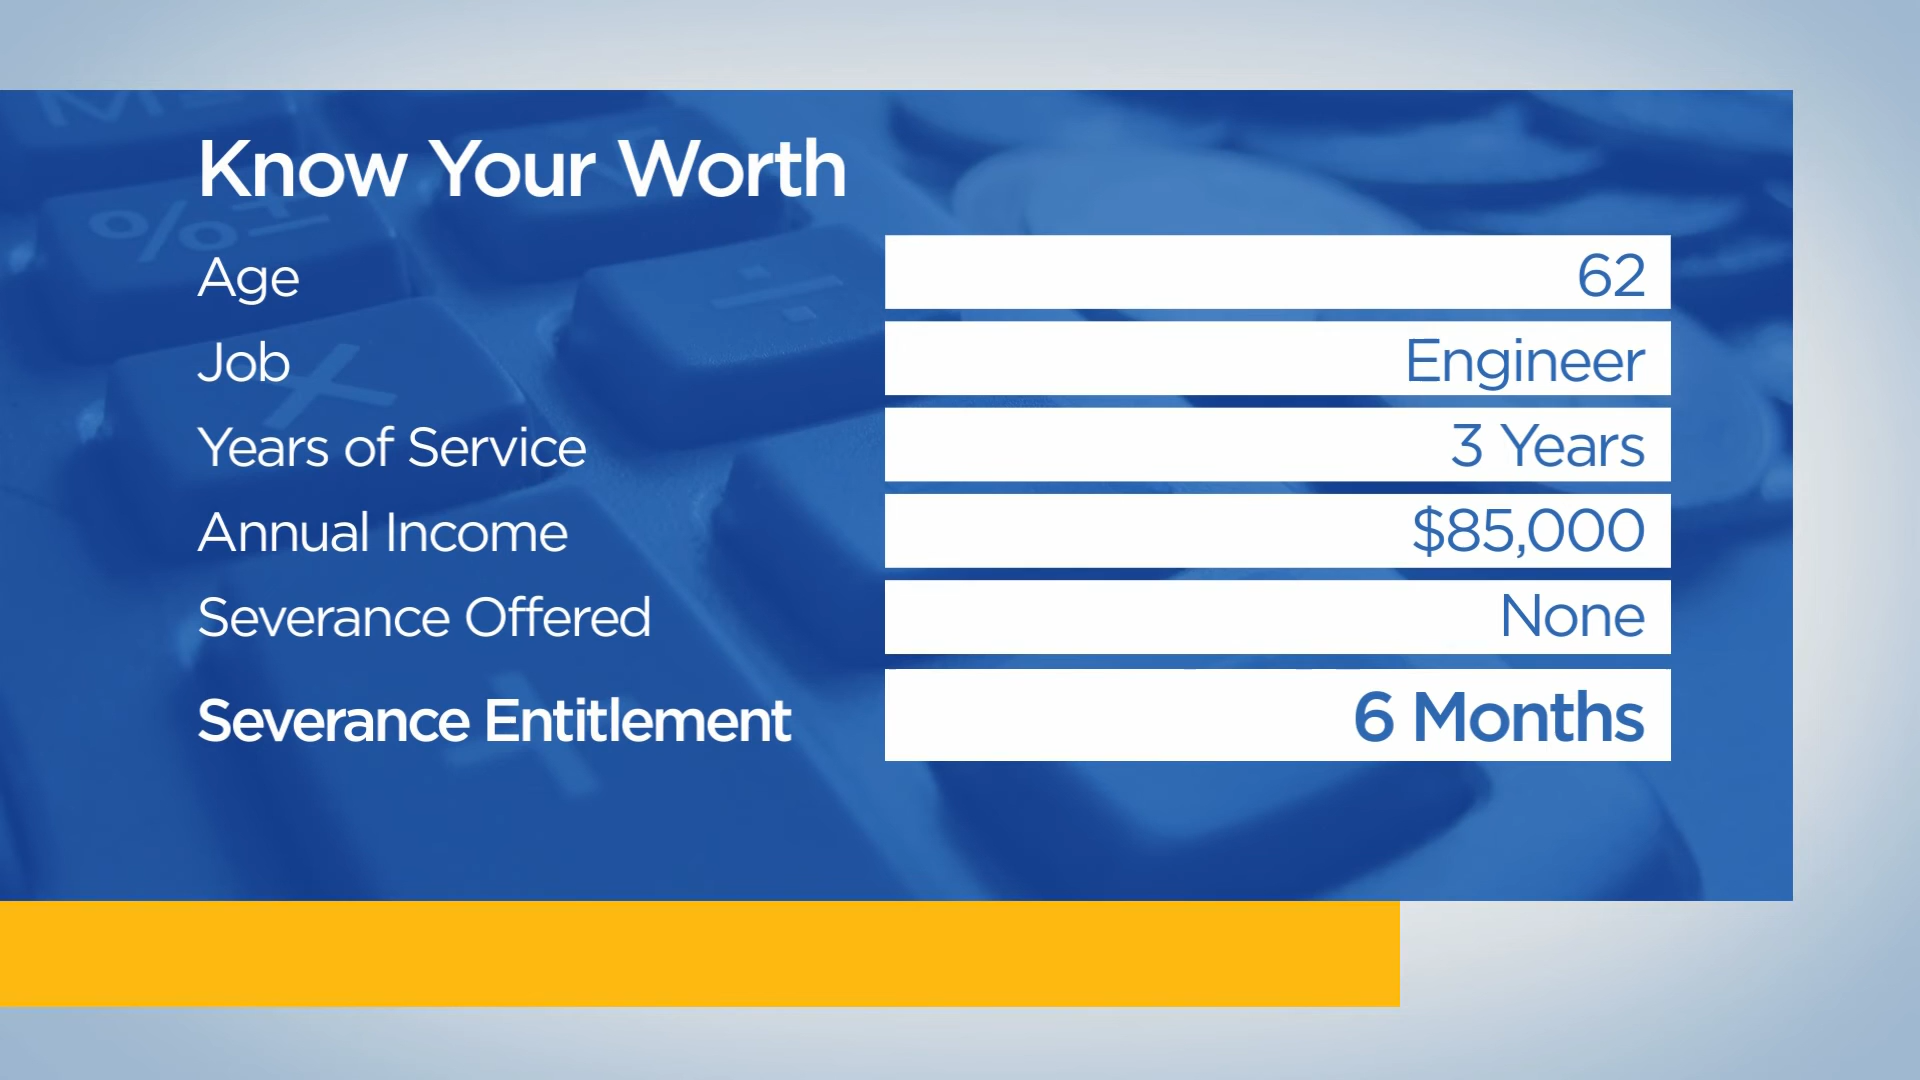 Know Your Worth
Age 62
Job Engineer
Years of Service 3 Years
Annual Income $85,000
Severance Offered None
Severance Entitlement 6 Months
M
%±
÷
×
+